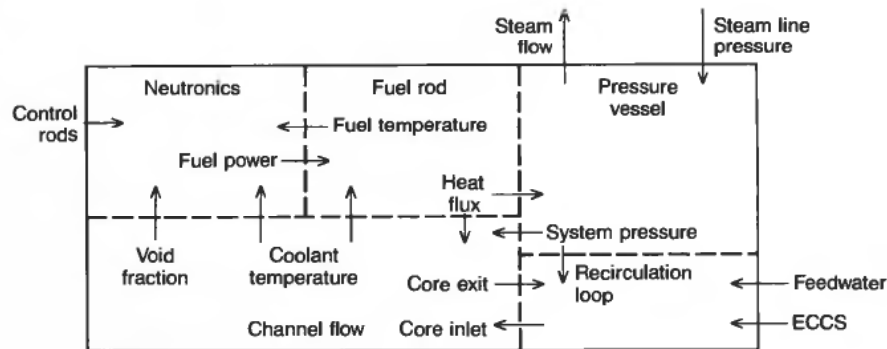 Steam
flow
Steam line
pressure
Neutronics
Fuel rod
Pressure
vessel
Control
rods
Fuel temperature
Fuel power
Heat
flux
System pressure
Void
fraction
Coolant
temperature
Core exit
Recirculation
loop
Feedwater
Channel flow
Core inlet
ECCS